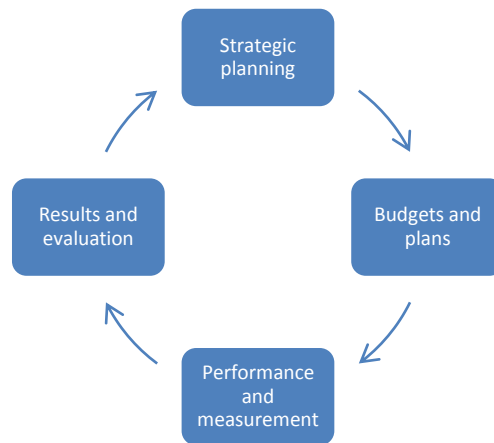 Strategic
planning
Budgets and
plans
Performance
and
measurement
Results and
evaluation